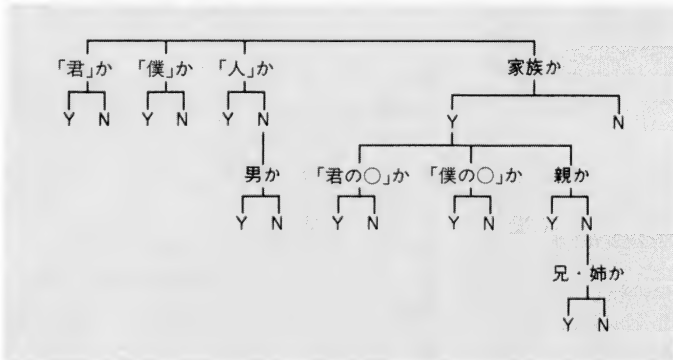 「君」か 「僕」か 「人」か 家族か
Y N Y N Y N Y N
男か 「君の○」か 「僕の○」か 親か
Y N Y N Y N Y N
兄・姉か
Y N